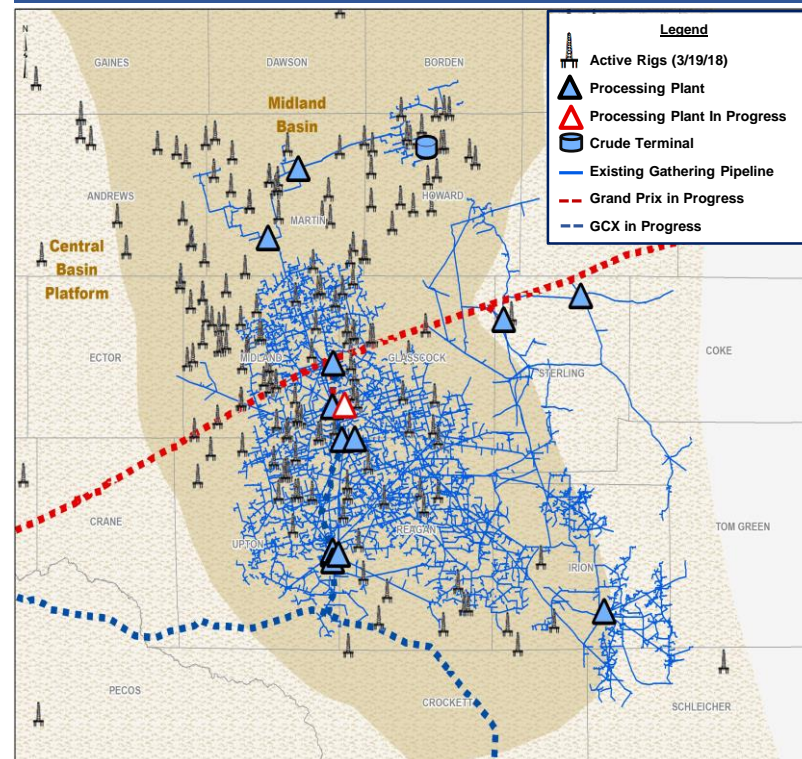 Legend
Active Rigs (3/19/18)
Processing Plant
Processing Plant In Progress
Crude Terminal
Existing Gathering Pipeline
Grand Prix in Progress
GCX in Progress
N
GAINES
DAWSON
BORDEN
Midland
Basin
ANDREWS
HOWARD
MARTIN
Central
Basin
Platform
ECTOR
MIDLAND
GLASSCOCK
COKE
STERLING
CRANE
TOM GREEN
UPTON
REAGAN
IRION
PECOS
CROCKETT
SCHLEICHER